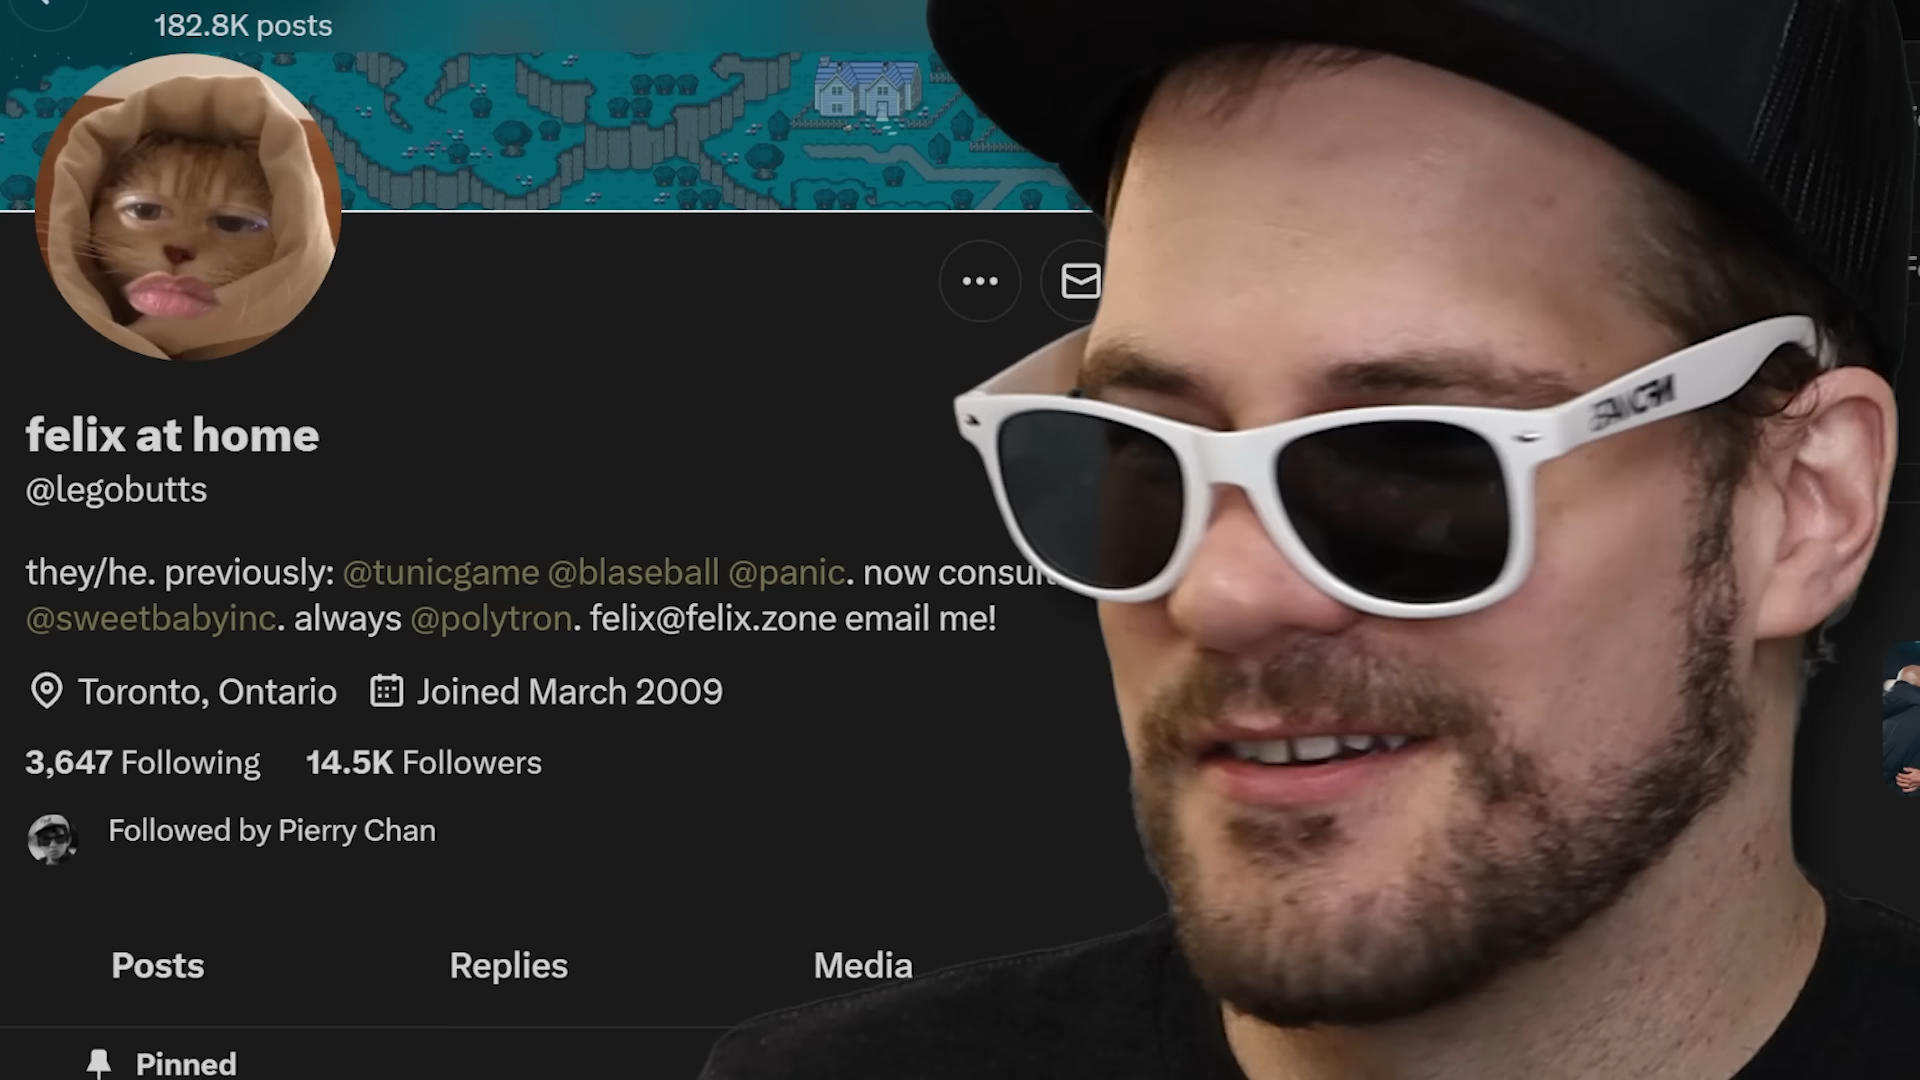 182.8K posts
felix at home
@legobutts
they/he. previously: @tunicgame @blaseball @panic. now
@sweetbabyinc. always @polytron. felix@felix.zone email me!
Toronto, Ontario Joined March 2009
3,647 Following 14.5K Followers
Followed by Pierry Chan
Posts Replies Media
Pinned